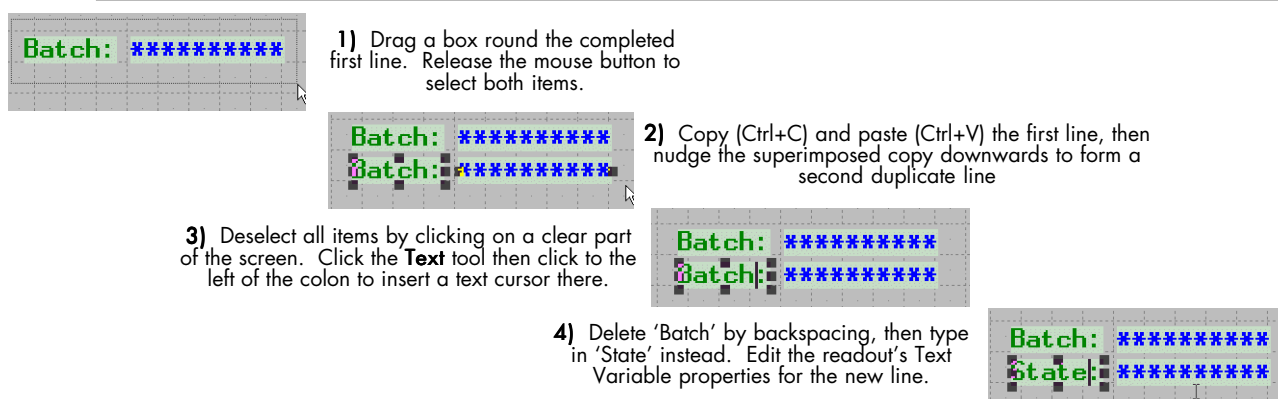 Batch: **********
1) Drag a box round the completed
first line. Release the mouse button to
select both items.
Batch: **********
Batch: **********
2) Copy (Ctrl+C) and paste (Ctrl+V) the first line, then
nudge the superimposed copy downwards to form a
second duplicate line
3) Deselect all items by clicking on a clear part
of the screen. Click the Text tool then click to the
left of the colon to insert a text cursor there.
Batch: **********
Batch: **********
4) Delete ‘Batch’ by backspacing, then type
in ‘State’ instead. Edit the readout’s Text
Variable properties for the new line.
Batch: **********
State: **********